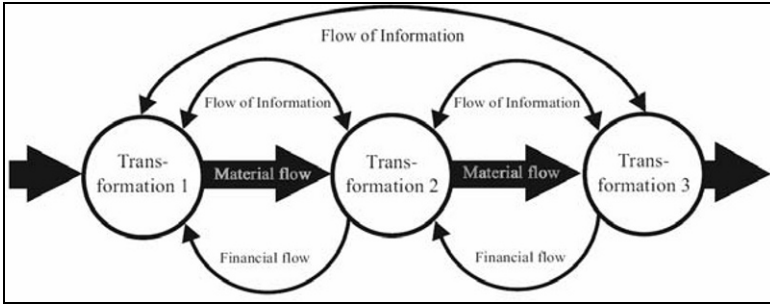 Flow of Information
Flow of Information
Flow of Information
Trans-
formation 1
Material flow
Trans-
formation 2
Material flow
Trans-
formation 3
Financial flow
Financial flow